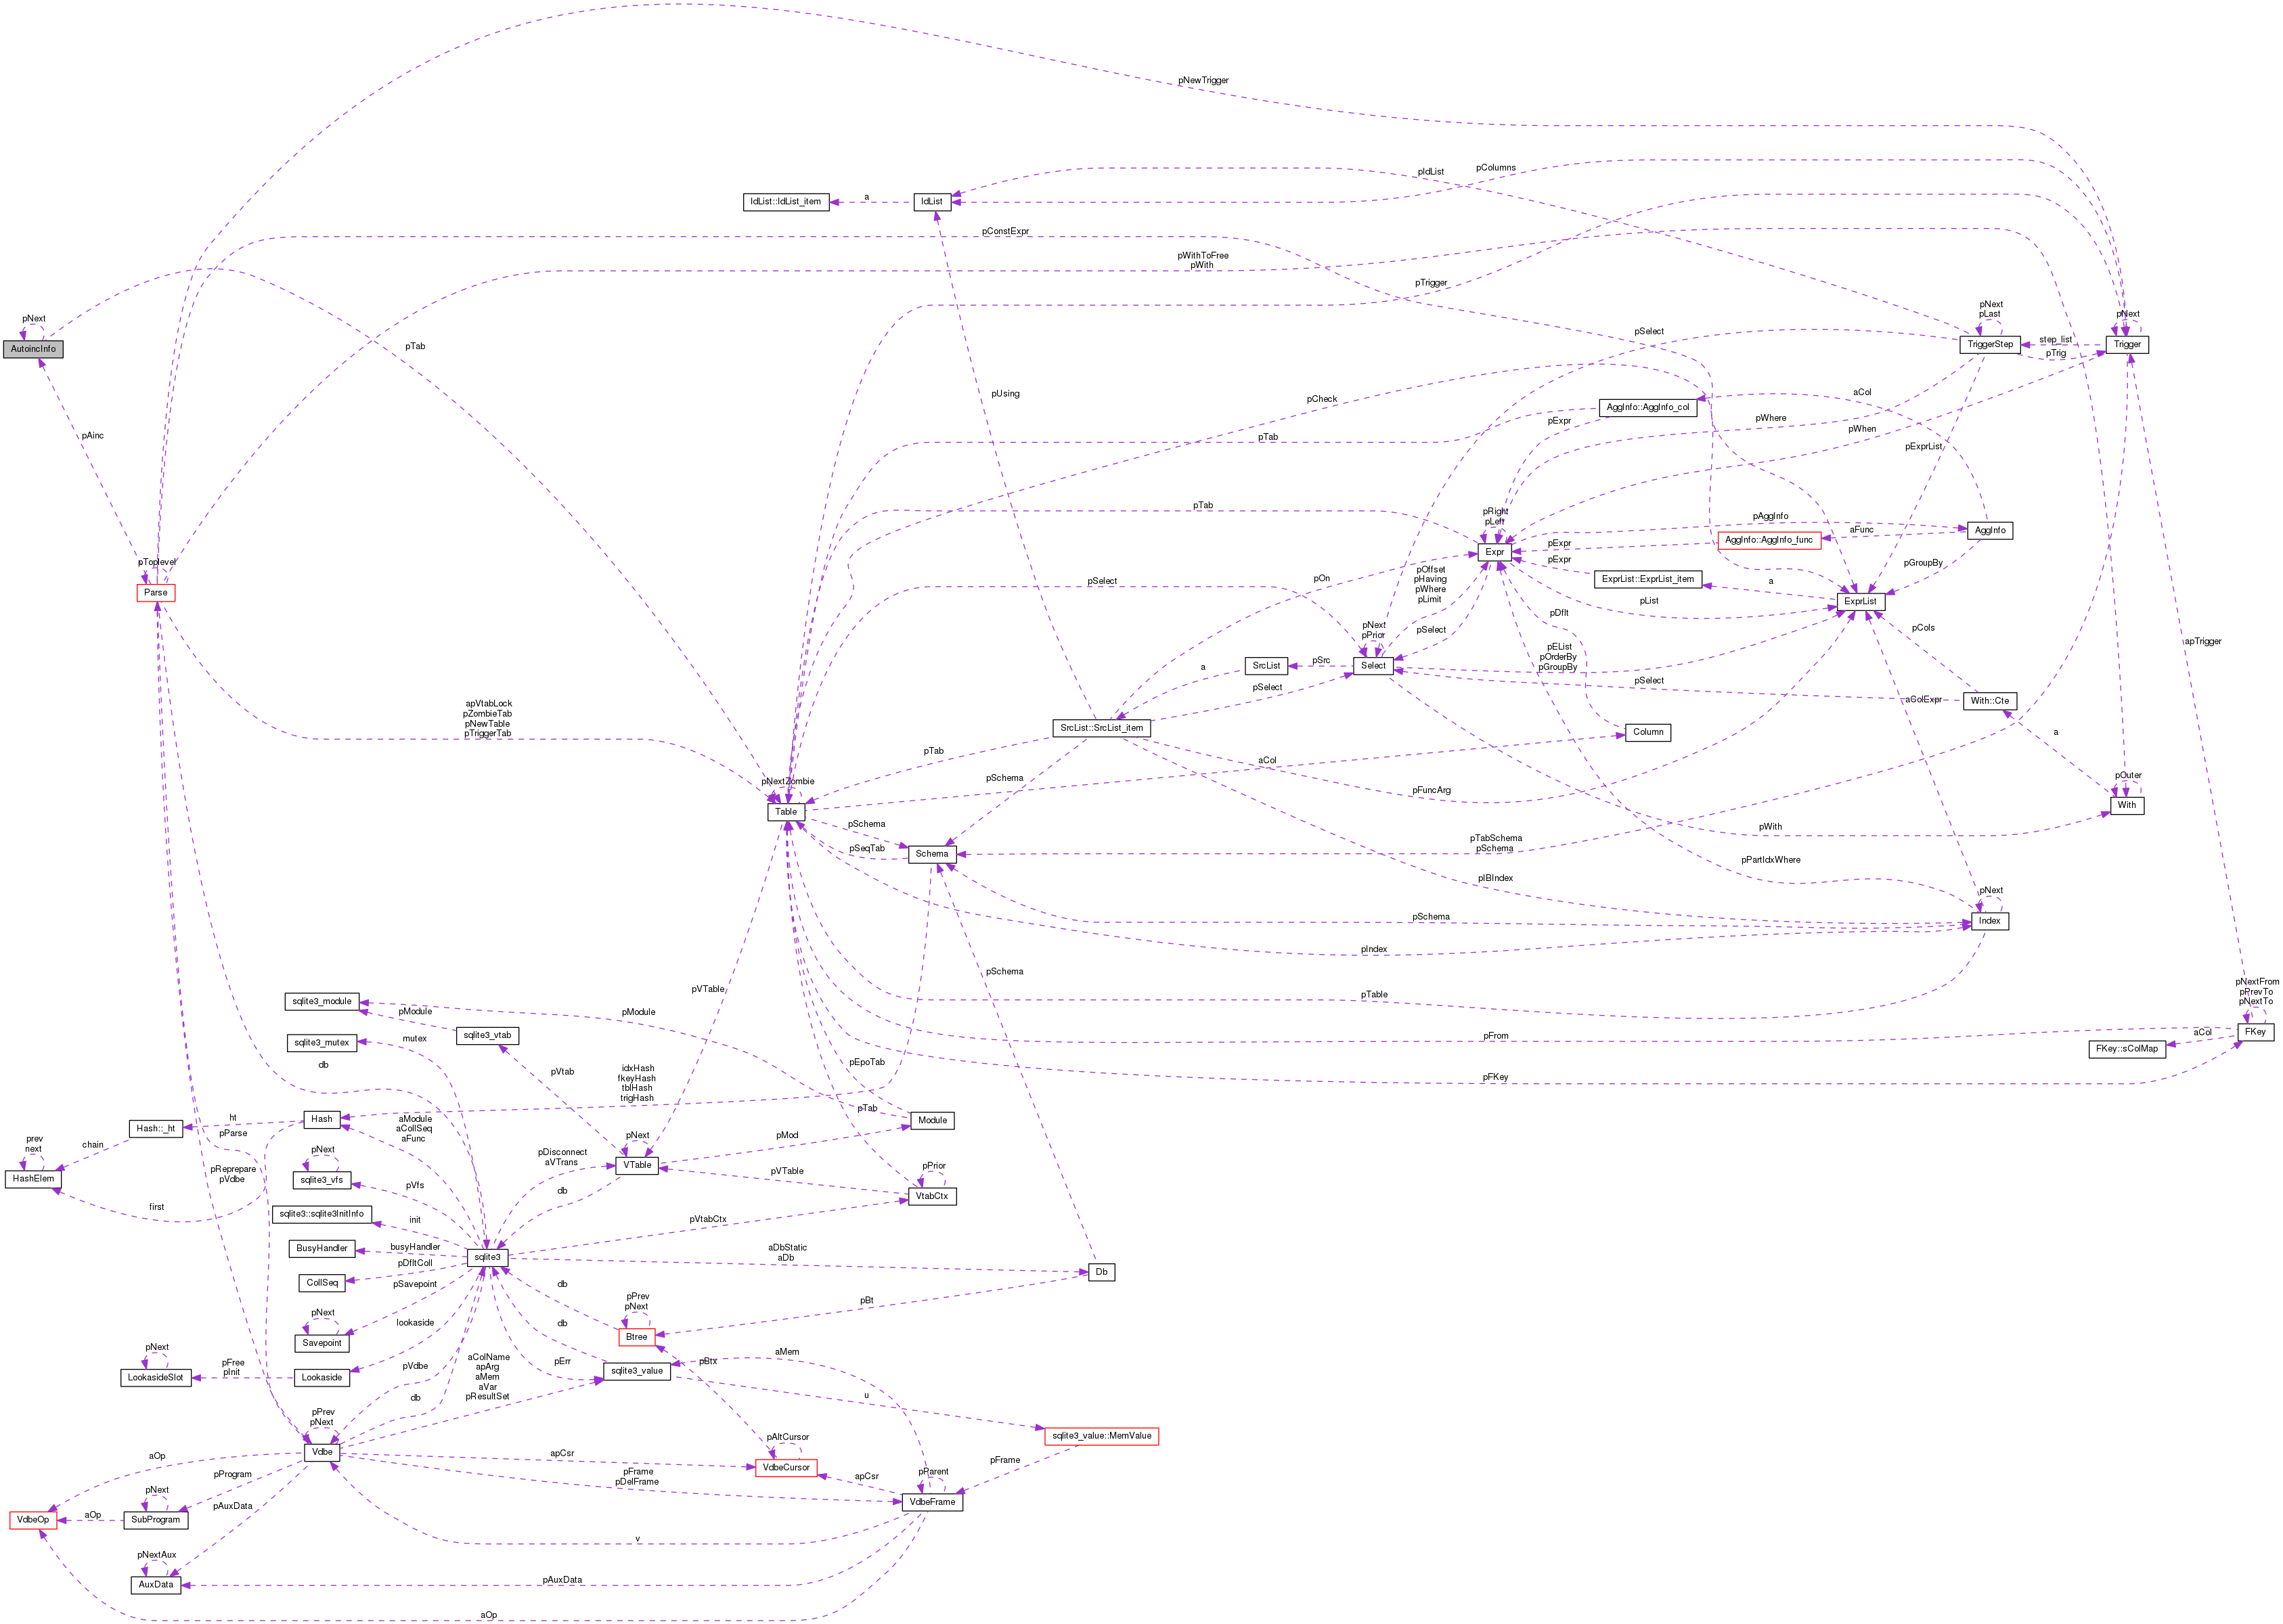 pNewTrigger
pColumns
pIdList
IdList::IdList_item
a
IdList
pConstExpr
pWithToFree
pWith
pTrigger
pNext
AutoincInfo
pTab
pSelect
pNext
pLast
TriggerStep
step_list
pTrig
pNext
Trigger
pUsing
pCheck
aCol
AggInfo::AggInfo_col
pExpr
pWhere
pWhen
pAinc
pTab
pExprList
pTab
pRight
pLeft
Expr
pAggInfo
AggInfo
aFunc
AggInfo::AggInfo_func
pExpr
pToplevel
Parse
pSelect
pOn
pOffset
pHaving
pWhere
pLimit
pExpr
ExprList::ExprList_item
a
pGroupBy
ExprList
pList
pDflt
pCols
pNext
pPrior
Select
pSelect
pSrc
SrcList
a
pEList
pOrderBy
pGroupBy
apTrigger
pSelect
pSelect
aColExpr
With::Cte
apVtabLock
pZombieTab
pNewTable
pTriggerTab
SrcList::SrcList_item
Column
a
pTab
aCol
pSchema
pNextZombie
Table
pFuncArg
pOuter
With
pSchema
pSeqTab
Schema
pTabSchema
pSchema
pWith
pPartIdxWhere
pIBIndex
pNext
Index
pSchema
pIndex
pSchema
pVTable
pTable
pNextFrom
pPrevTo
pNextTo
FKey
sqlite3_module
pModule
pModule
sqlite3_vtab
sqlite3_mutex
mutex
pFrom
aCol
FKey::sColMap
db
pVtab
pEpoTab
idxHash
fkeyHash
tblHash
trigHash
pFKey
pTab
Module
ht
Hash
Hash::_ht
aModule
aCollSeq
aFunc
pParse
chain
prev
next
HashElem
pNext
VTable
pMod
pDisconnect
aVTrans
pReprepare
pVdbe
pNext
sqlite3_vfs
pVfs
pVTable
pPrior
VtabCtx
db
first
sqlite3::sqlite3InitInfo
init
pVtabCtx
BusyHandler
busyHandler
sqlite3
aDbStatic
aDb
Db
pDfltColl
CollSeq
pSavepoint
db
pPrev
pNext
Btree
pBt
pNext
Savepoint
lookaside
db
pNext
LookasideSlot
pFree
pInit
Lookaside
pVdbe
aColName
apArg
aMem
aVar
pResultSet
pErr
sqlite3_value
pBtx
aMem
u
db
pPrev
pNext
Vdbe
sqlite3_value::MemValue
aOp
apCsr
pAltCursor
VdbeCursor
pFrame
pProgram
pFrame
pDelFrame
apCsr
pParent
VdbeFrame
pNext
SubProgram
aOp
VdbeOp
pAuxData
v
pNextAux
AuxData
pAuxData
aOp